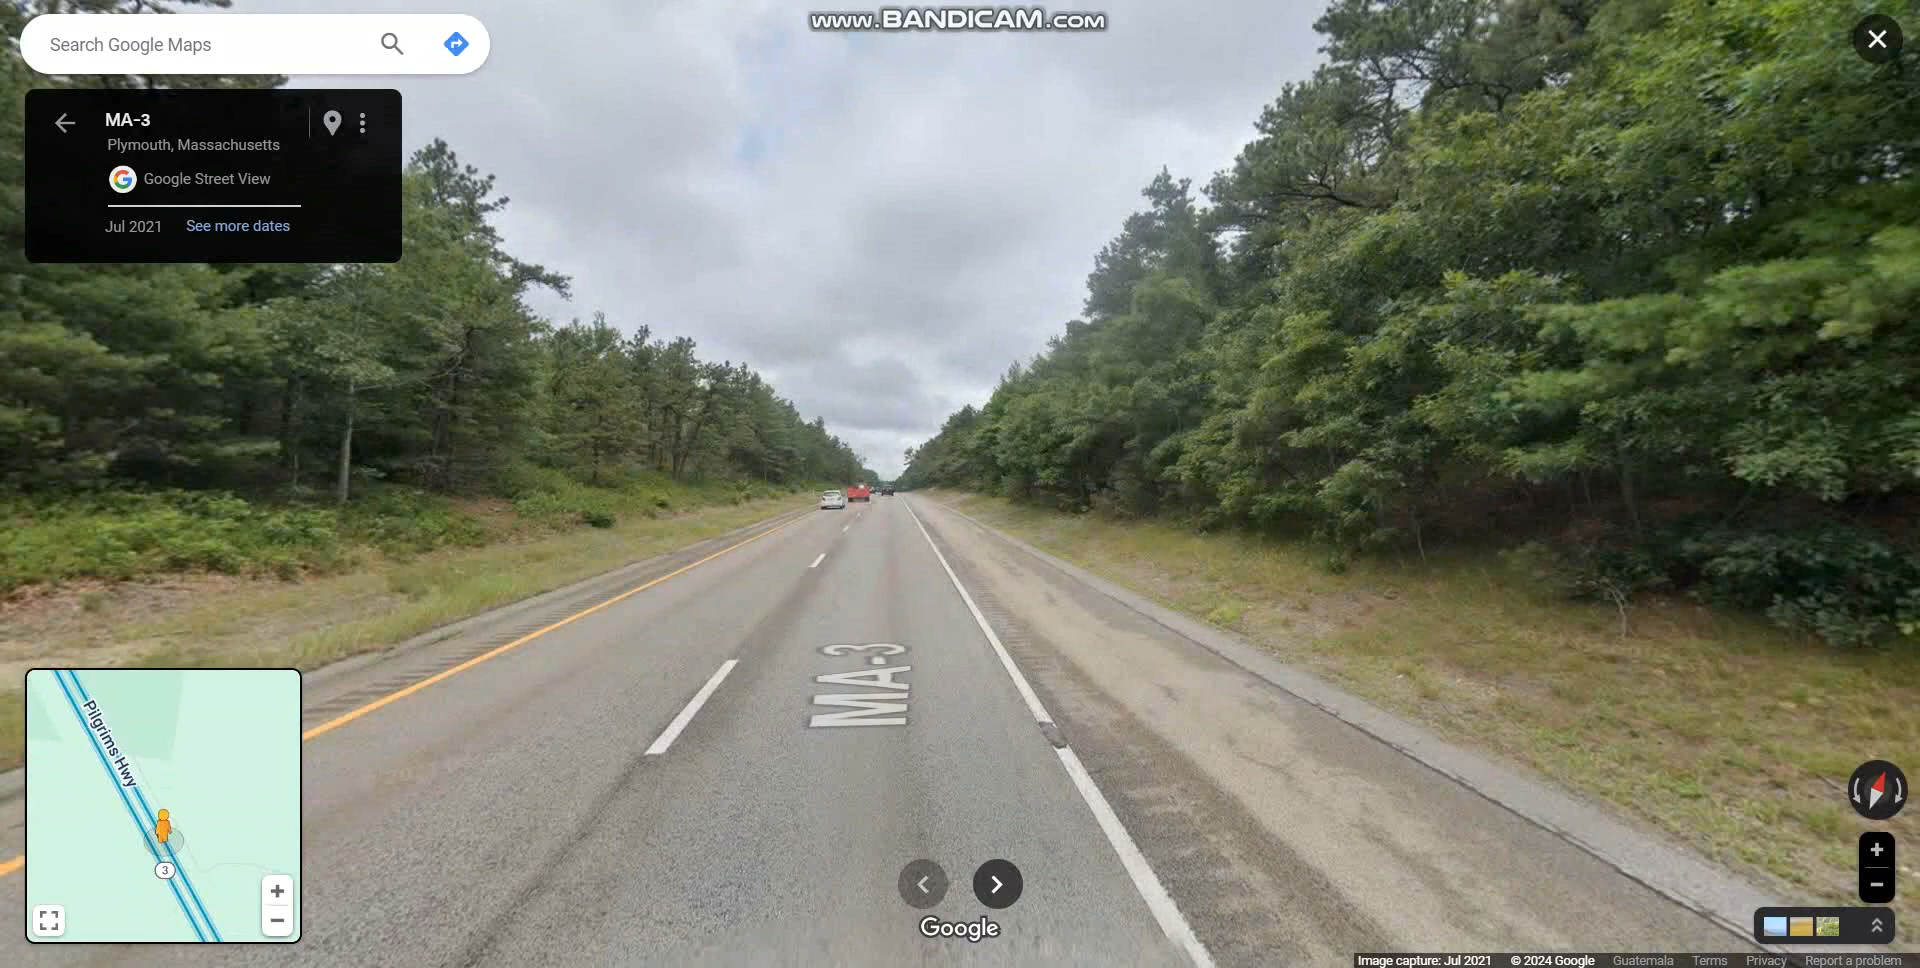 www.BANDICAM.com
Search Google Maps
MA-3
Plymouth, Massachusetts
Google Street View
Jul 2021 See more dates
MA-3
Pilgrims Hwy
3
Google
Image capture: Jul 2021 © 2024 Google Guatemala Terms Privacy Report a problem